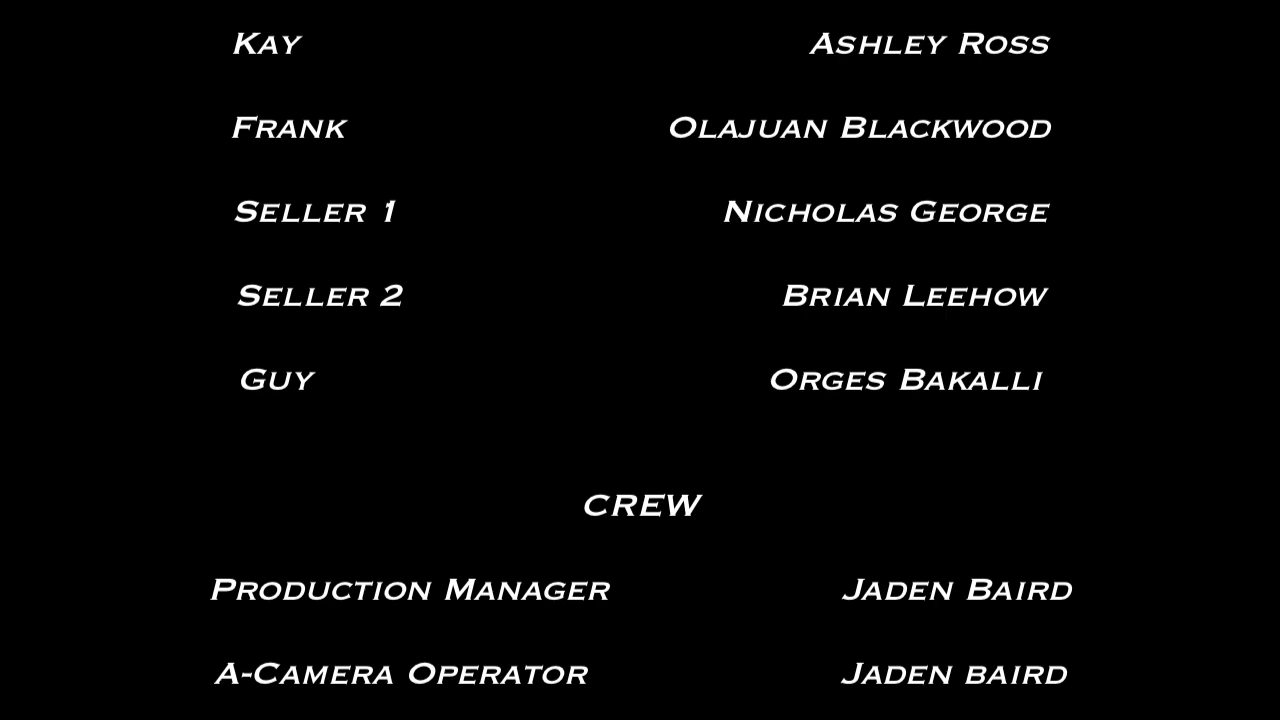 Kay Ashley Ross
Frank Olajuan Blackwood
Seller 1 Nicholas George
Seller 2 Brian Leehow
Guy Orges Bakalli
CREW
Production Manager Jaden Baird
A-Camera Operator Jaden baird